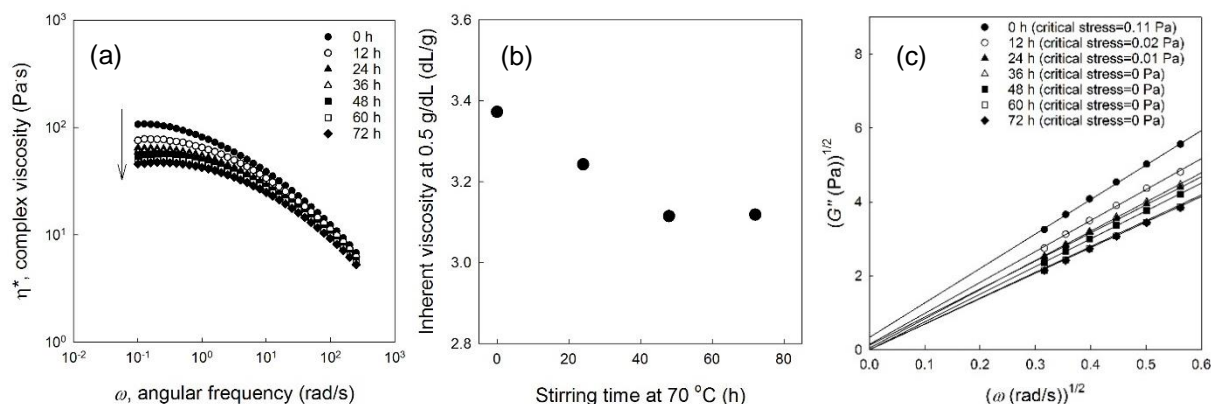 (a)
10³
10²
10¹
10⁰
10⁻²
10⁻¹
10⁰
10¹
10²
10³
η*, complex viscosity (Pa·s)
ω, angular frequency (rad/s)
0 h
12 h
24 h
36 h
48 h
60 h
72 h
(b)
3.6
3.4
3.2
3.0
2.8
0
20
40
60
80
Inherent viscosity at 0.5 g/dL (dL/g)
Stirring time at 70 °C (h)
(c)
8
6
4
2
0
0.0
0.1
0.2
0.3
0.4
0.5
0.6
(G″ (Pa))¹ᐟ²
(ω (rad/s))¹ᐟ²
0 h (critical stress=0.11 Pa)
12 h (critical stress=0.02 Pa)
24 h (critical stress=0.01 Pa)
36 h (critical stress=0 Pa)
48 h (critical stress=0 Pa)
60 h (critical stress=0 Pa)
72 h (critical stress=0 Pa)